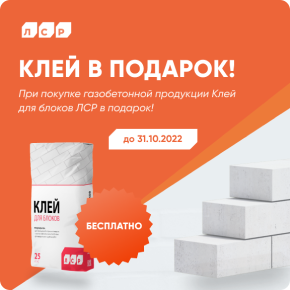 ЛСР
КЛЕЙ В ПОДАРОК!
При покупке газобетонной продукции Клей
для блоков ЛСР в подарок!
до 31.10.2022
КЛЕЙ
ДЛЯ БЛОКОВ
БЕСПЛАТНО
25